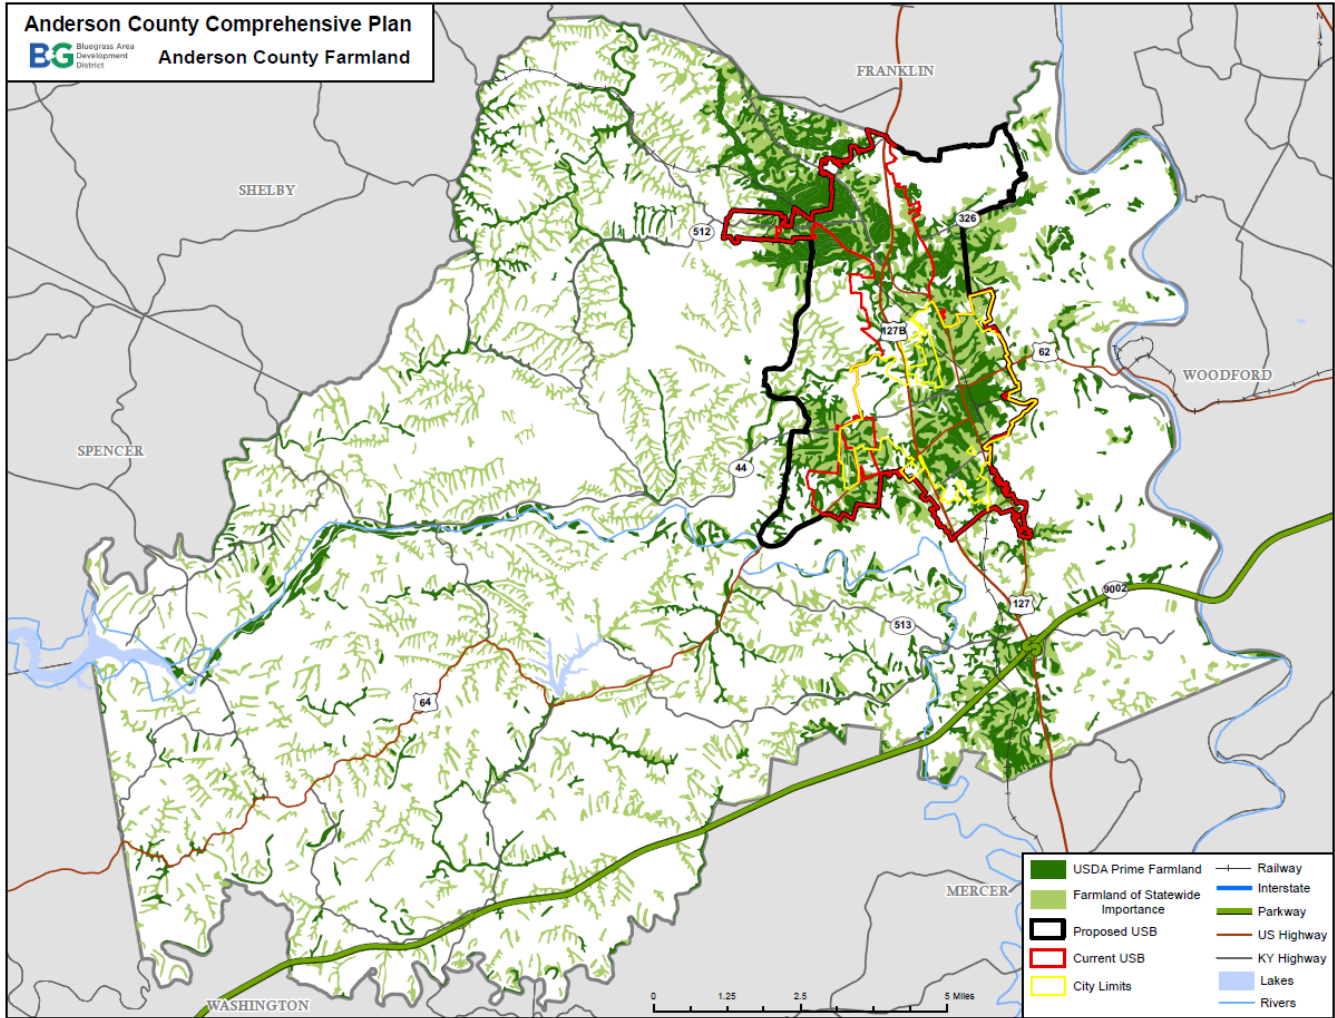 Anderson County Comprehensive Plan
BG
Bluegrass Area
Development
District
Anderson County Farmland
FRANKLIN
N
SHELBY
326
512
127B
62
WOODFORD
SPENCER
44
9002
127
513
64
MERCER
WASHINGTON
USDA Prime Farmland
Farmland of Statewide
Importance
Proposed USB
Current USB
City Limits
Railway
Interstate
Parkway
US Highway
KY Highway
Lakes
Rivers
0 1.25 2.5 5 Miles